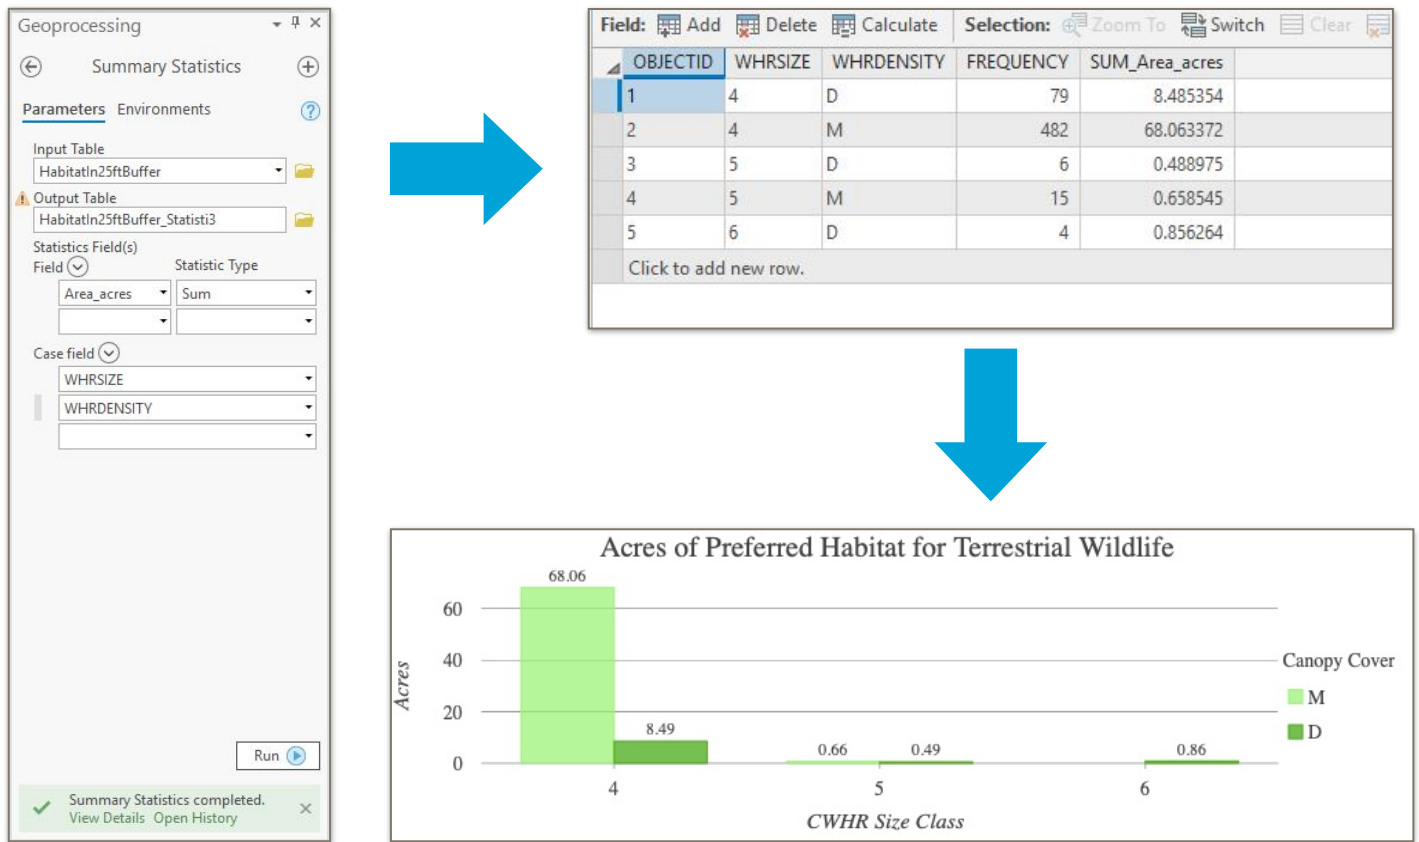 Geoprocessing
Summary Statistics
Parameters Environments
Input Table
HabitatIn25ftBuffer
Output Table
HabitatIn25ftBuffer_Statisti3
Statistics Field(s)
Field Statistic Type
Area_acres Sum
Case field
WHRSIZE
WHRDENSITY
Run
Summary Statistics completed.
View Details Open History
Field: Add Delete Calculate Selection: Zoom To Switch Clear
OBJECTID WHRSIZE WHRDENSITY FREQUENCY SUM_Area_acres
1 4 D 79 8.485354
2 4 M 482 68.063372
3 5 D 6 0.488975
4 5 M 15 0.658545
5 6 D 4 0.856264
Click to add new row.
Acres of Preferred Habitat for Terrestrial Wildlife
68.06
60
40
20
0
Acres
8.49
0.66
0.49
0.86
4 5 6
CWHR Size Class
Canopy Cover
M
D